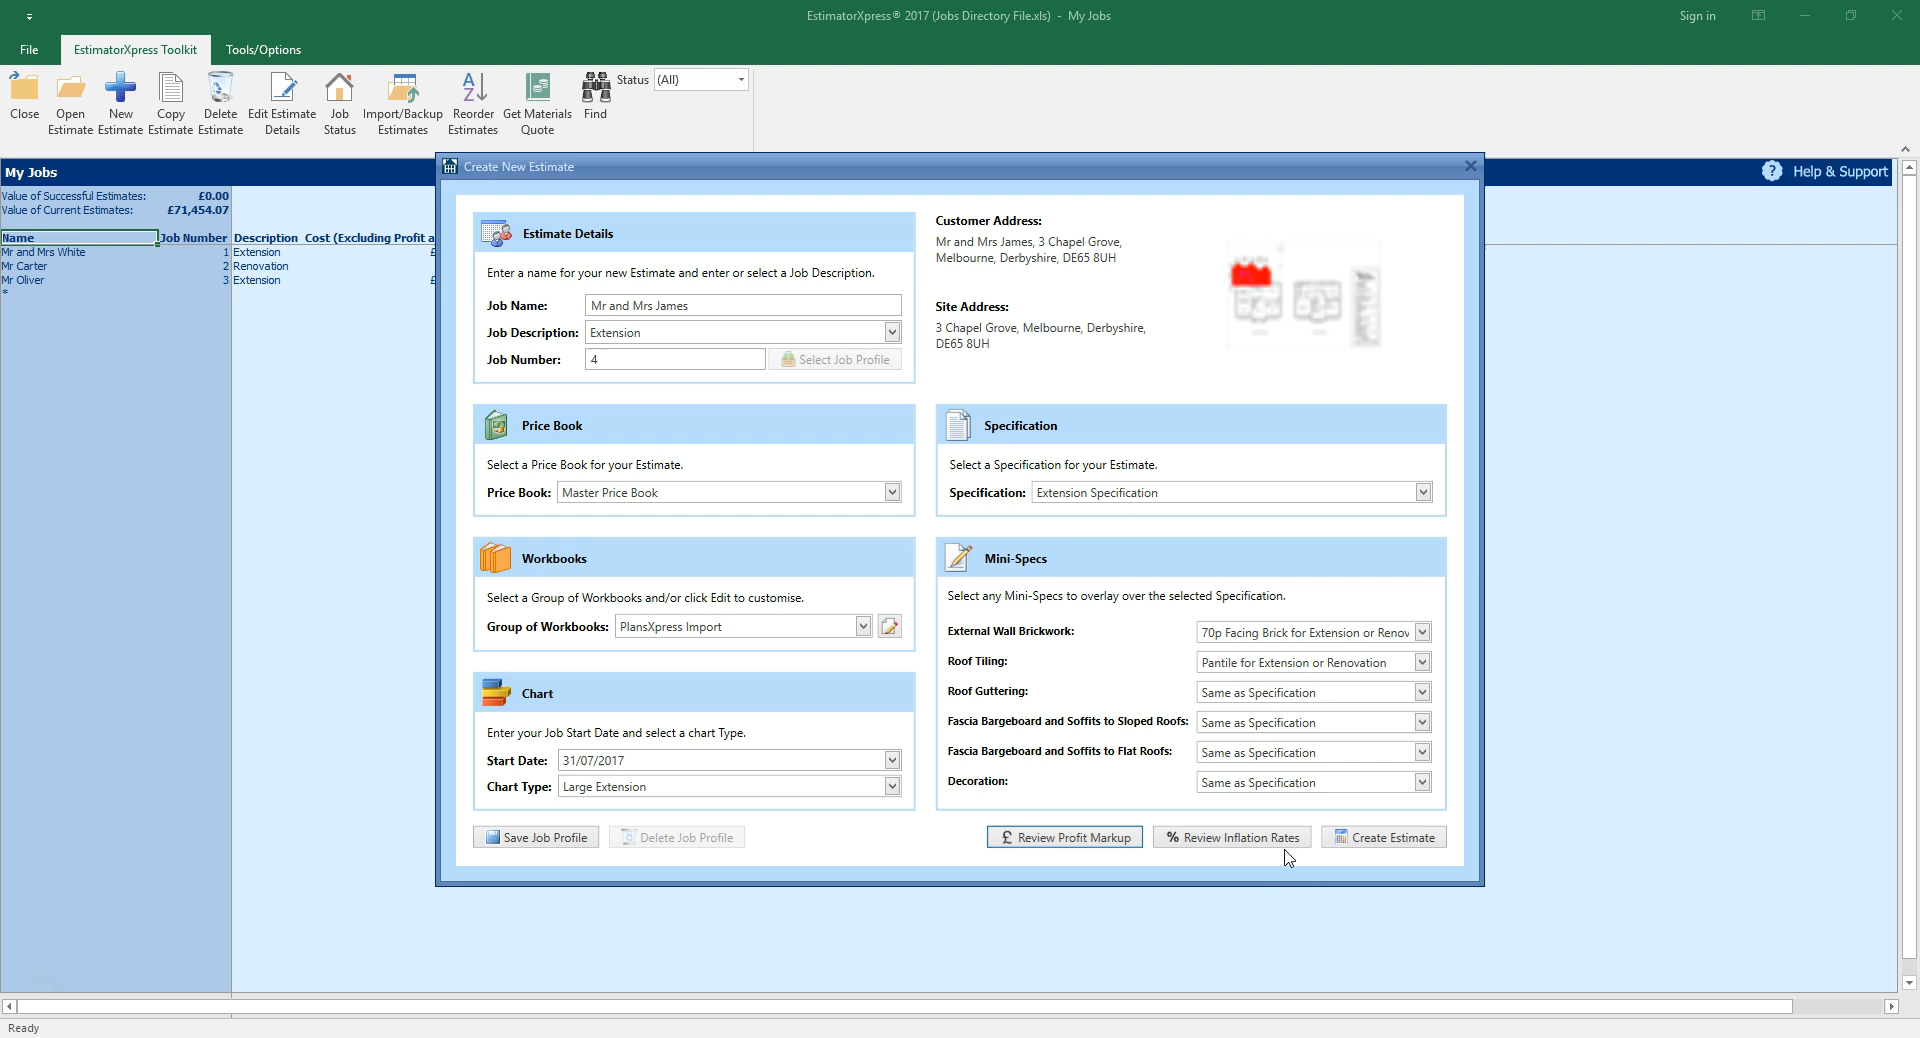 EstimatorXpress® 2017 (Jobs Directory File.xls) - My Jobs
Sign in
File
EstimatorXpress Toolkit
Tools/Options
Close
Open Estimate
New Estimate
Copy Estimate
Delete Estimate
Edit Estimate Details
Job Status
Import/Backup Estimates
Reorder Estimates
Get Materials Quote
Find
Status (All)
My Jobs
Help & Support
Value of Successful Estimates: £0.00
Value of Current Estimates: £71,454.07
Name Job Number Description Cost (Excluding Profit a
Mr and Mrs White 1 Extension £
Mr Carter 2 Renovation
Mr Oliver 3 Extension £
*
Create New Estimate
Estimate Details
Enter a name for your new Estimate and enter or select a Job Description.
Job Name: Mr and Mrs James
Job Description: Extension
Job Number: 4 Select Job Profile
Customer Address:
Mr and Mrs James, 3 Chapel Grove,
Melbourne, Derbyshire, DE65 8UH
Site Address:
3 Chapel Grove, Melbourne, Derbyshire,
DE65 8UH
Price Book
Select a Price Book for your Estimate.
Price Book: Master Price Book
Specification
Select a Specification for your Estimate.
Specification: Extension Specification
Workbooks
Select a Group of Workbooks and/or click Edit to customise.
Group of Workbooks: PlansXpress Import
Chart
Enter your Job Start Date and select a chart Type.
Start Date: 31/07/2017
Chart Type: Large Extension
Mini-Specs
Select any Mini-Specs to overlay over the selected Specification.
External Wall Brickwork: 70p Facing Brick for Extension or Renov
Roof Tiling: Pantile for Extension or Renovation
Roof Guttering: Same as Specification
Fascia Bargeboard and Soffits to Sloped Roofs: Same as Specification
Fascia Bargeboard and Soffits to Flat Roofs: Same as Specification
Decoration: Same as Specification
Save Job Profile
Delete Job Profile
£ Review Profit Markup
% Review Inflation Rates
Create Estimate
Ready